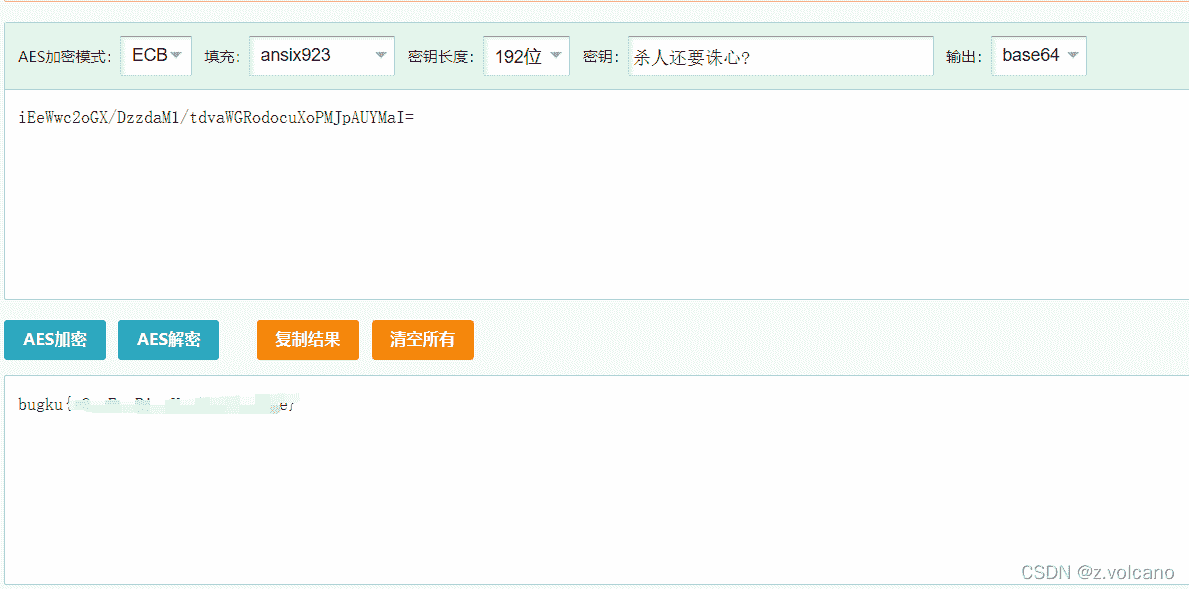 AES加密模式： ECB 填充： ansix923 密钥长度： 192位 密钥： 杀人还要诛心? 输出： base64
iEeWwc2oGX/DzzdaM1/tdvaWGRodocuXoPMJpAUYMaI=
AES加密 AES解密 复制结果 清空所有
bugku{
CSDN @z.volcano